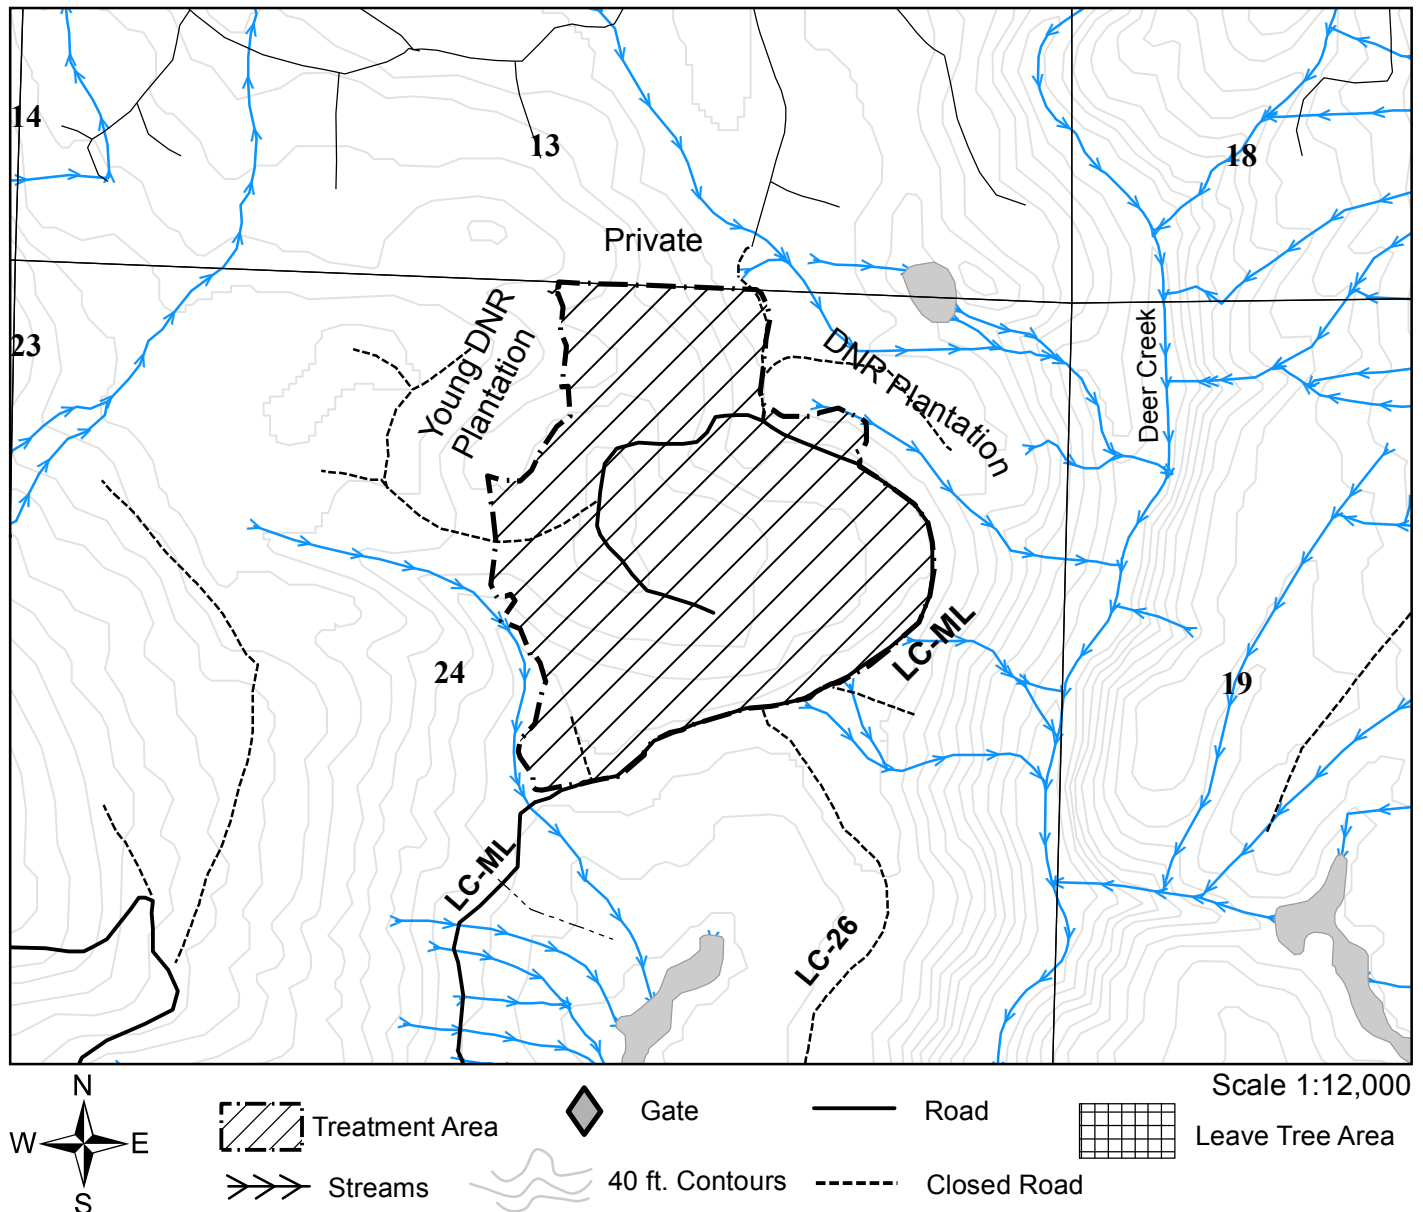 14
13
18
Private
23
Young DNR
Plantation
DNR Plantation
Deer Creek
24
LC-ML
19
LC-ML
LC-26
Scale 1:12,000
N
W E
S
Treatment Area
Gate
Road
Leave Tree Area
Streams
40 ft. Contours
Closed Road